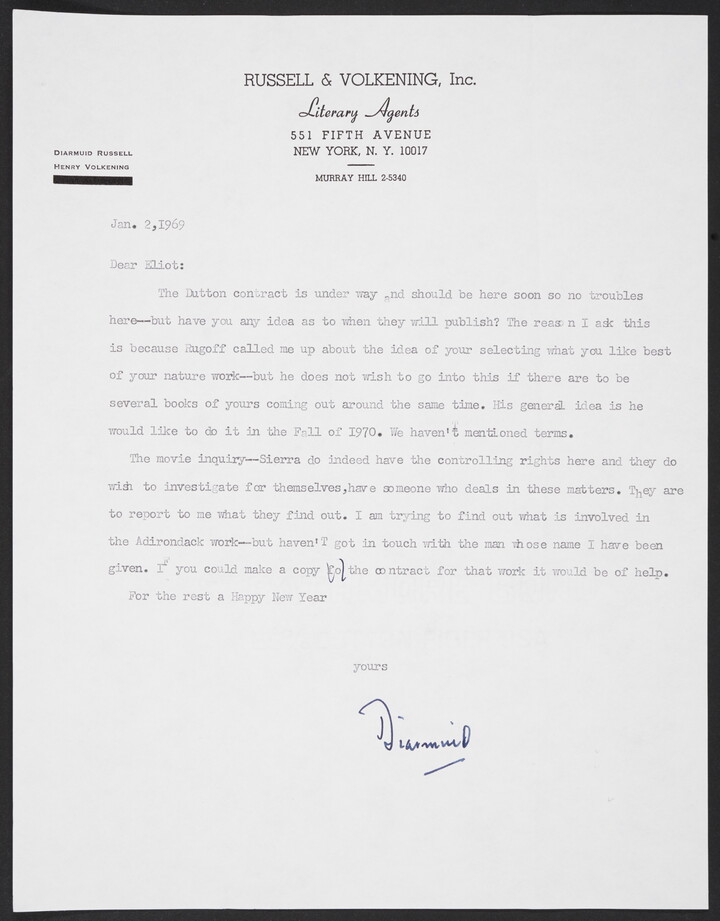 RUSSELL & VOLKENING, Inc.
Literary Agents
551 FIFTH AVENUE
NEW YORK, N. Y. 10017
MURRAY HILL 2-5340
DIARMUID RUSSELL
HENRY VOLKENING
Jan. 2,1969
Dear Eliot:
The Dutton contract is under way and should be here soon so no troubles
here--but have you any idea as to when they will publish? The reas n I ask this
is because Rugoff called me up about the idea of your selecting what you like best
of your nature work--but he does not wish to go into this if there are to be
several books of yours coming out around the same time. His general idea is he
would like to do it in the Fall of 1970. We haven't mentioned terms.
The movie inquiry--Sierra do indeed have the controlling rights here and they do
wish to investigate for themselves,have someone who deals in these matters. They are
to report to me what they find out. I am trying to find out what is involved in
the Adirondack work--but haven'T got in touch with the man whose name I have been
given. If you could make a copy fo the contract for that work it would be of help.
For the rest a Happy New Year
yours
Diarmuid